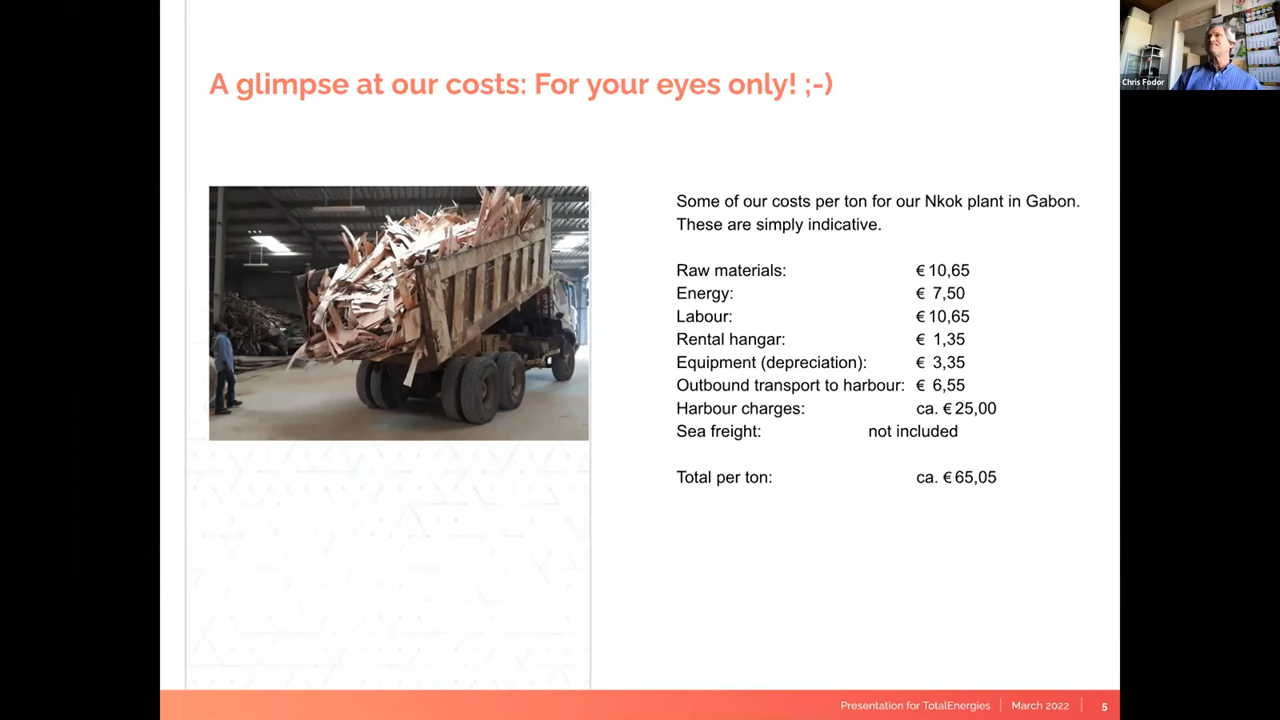 A glimpse at our costs: For your eyes only! ;-)
Chris Fodor
Some of our costs per ton for our Nkok plant in Gabon.
These are simply indicative.
Raw materials: € 10,65
Energy: € 7,50
Labour: € 10,65
Rental hangar: € 1,35
Equipment (depreciation): € 3,35
Outbound transport to harbour: € 6,55
Harbour charges: ca. € 25,00
Sea freight: not included
Total per ton: ca. € 65,05
Presentation for TotalEnergies | March 2022 | 5